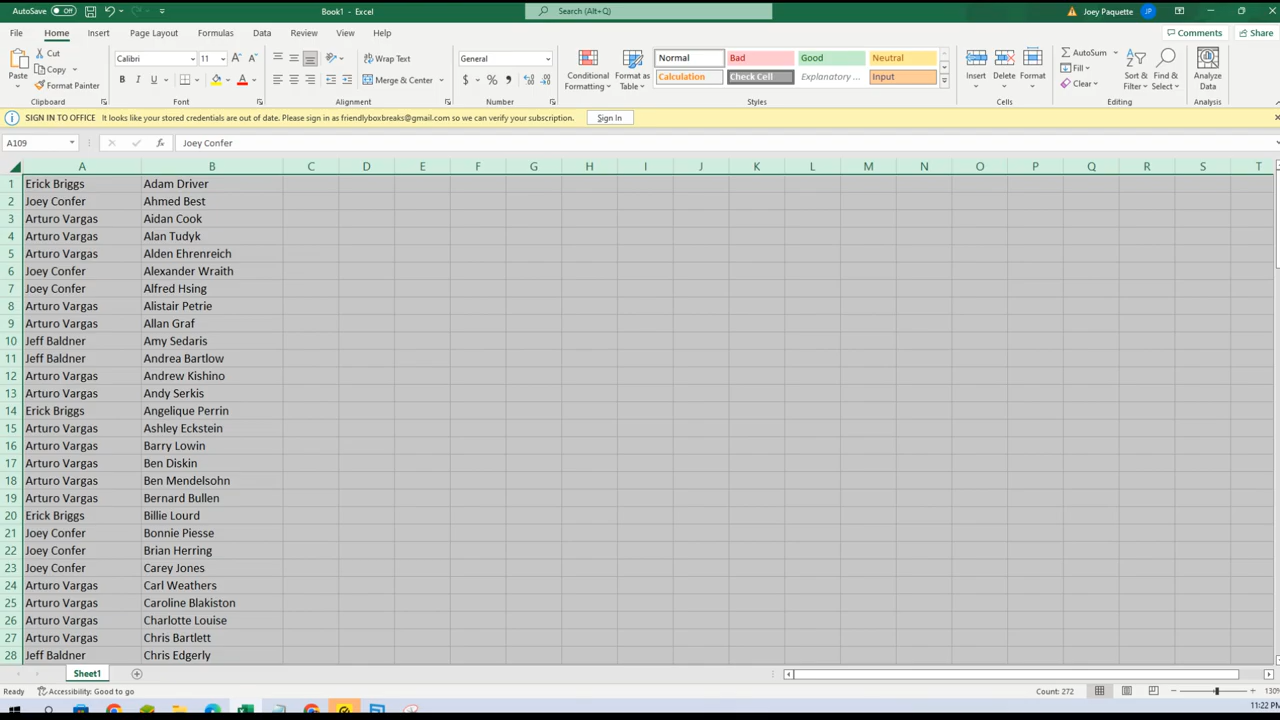 AutoSave Off Book1 - Excel Search (Alt+Q) Joey Paquette JP
File Home Insert Page Layout Formulas Data Review View Help Comments Share
Paste Cut Copy Format Painter Clipboard
Calibri 11 A A B I U A Font
Wrap Text Merge & Center Alignment
General $ % Number
Conditional Formatting Format as Table
Normal Bad Good Neutral
Calculation Check Cell Explanatory ... Input
Styles
Insert Delete Format Cells
AutoSum Fill Clear Sort & Filter Find & Select Editing
Analyze Data Analysis
SIGN IN TO OFFICE It looks like your stored credentials are out of date. Please sign in as friendlyboxbreaks@gmail.com so we can verify your subscription. Sign In
A109 fx Joey Confer
A B C D E F G H I J K L M N O P Q R S T
1 Erick Briggs Adam Driver
2 Joey Confer Ahmed Best
3 Arturo Vargas Aidan Cook
4 Arturo Vargas Alan Tudyk
5 Arturo Vargas Alden Ehrenreich
6 Joey Confer Alexander Wraith
7 Joey Confer Alfred Hsing
8 Arturo Vargas Alistair Petrie
9 Arturo Vargas Allan Graf
10 Jeff Baldner Amy Sedaris
11 Jeff Baldner Andrea Bartlow
12 Arturo Vargas Andrew Kishino
13 Arturo Vargas Andy Serkis
14 Erick Briggs Angelique Perrin
15 Arturo Vargas Ashley Eckstein
16 Arturo Vargas Barry Lowin
17 Arturo Vargas Ben Diskin
18 Arturo Vargas Ben Mendelsohn
19 Arturo Vargas Bernard Bullen
20 Erick Briggs Billie Lourd
21 Joey Confer Bonnie Piesse
22 Joey Confer Brian Herring
23 Joey Confer Carey Jones
24 Arturo Vargas Carl Weathers
25 Arturo Vargas Caroline Blakiston
26 Arturo Vargas Charlotte Louise
27 Arturo Vargas Chris Bartlett
28 Jeff Baldner Chris Edgerly
Sheet1
Ready Accessibility: Good to go Count: 272 130%
11:22 PM